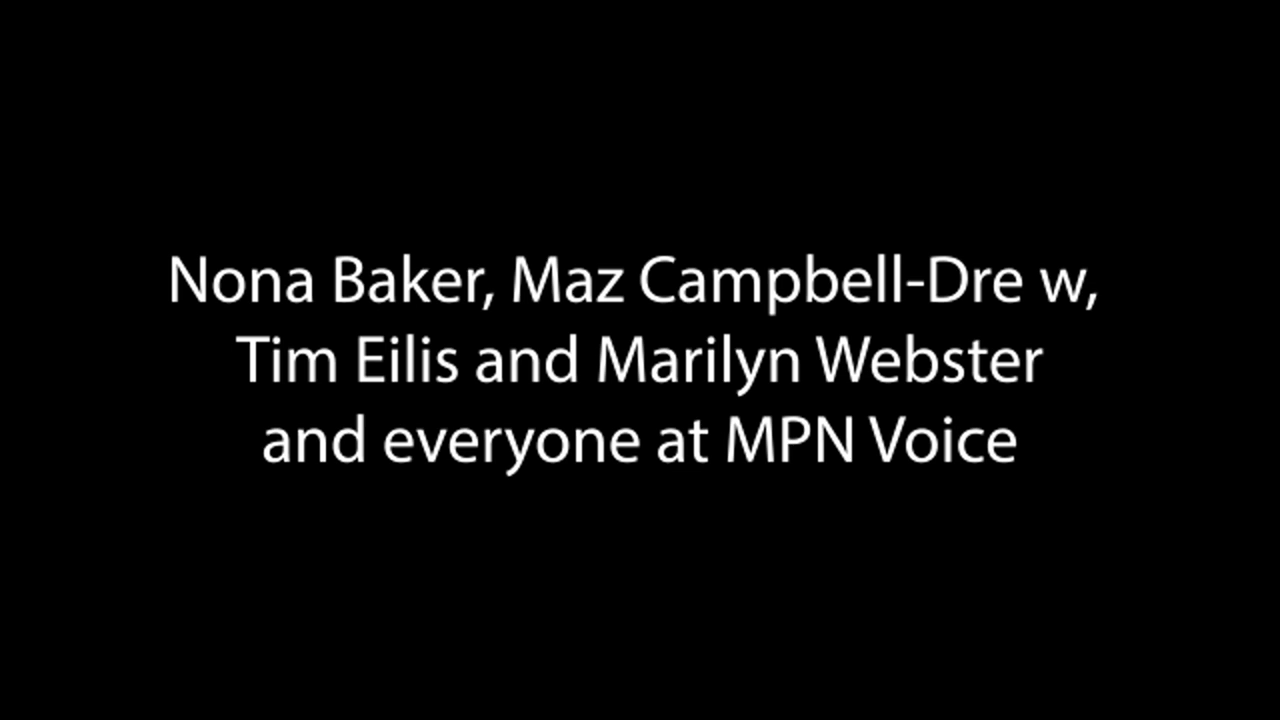 Nona Baker, Maz Campbell-Dre w,
Tim Eilis and Marilyn Webster
and everyone at MPN Voice